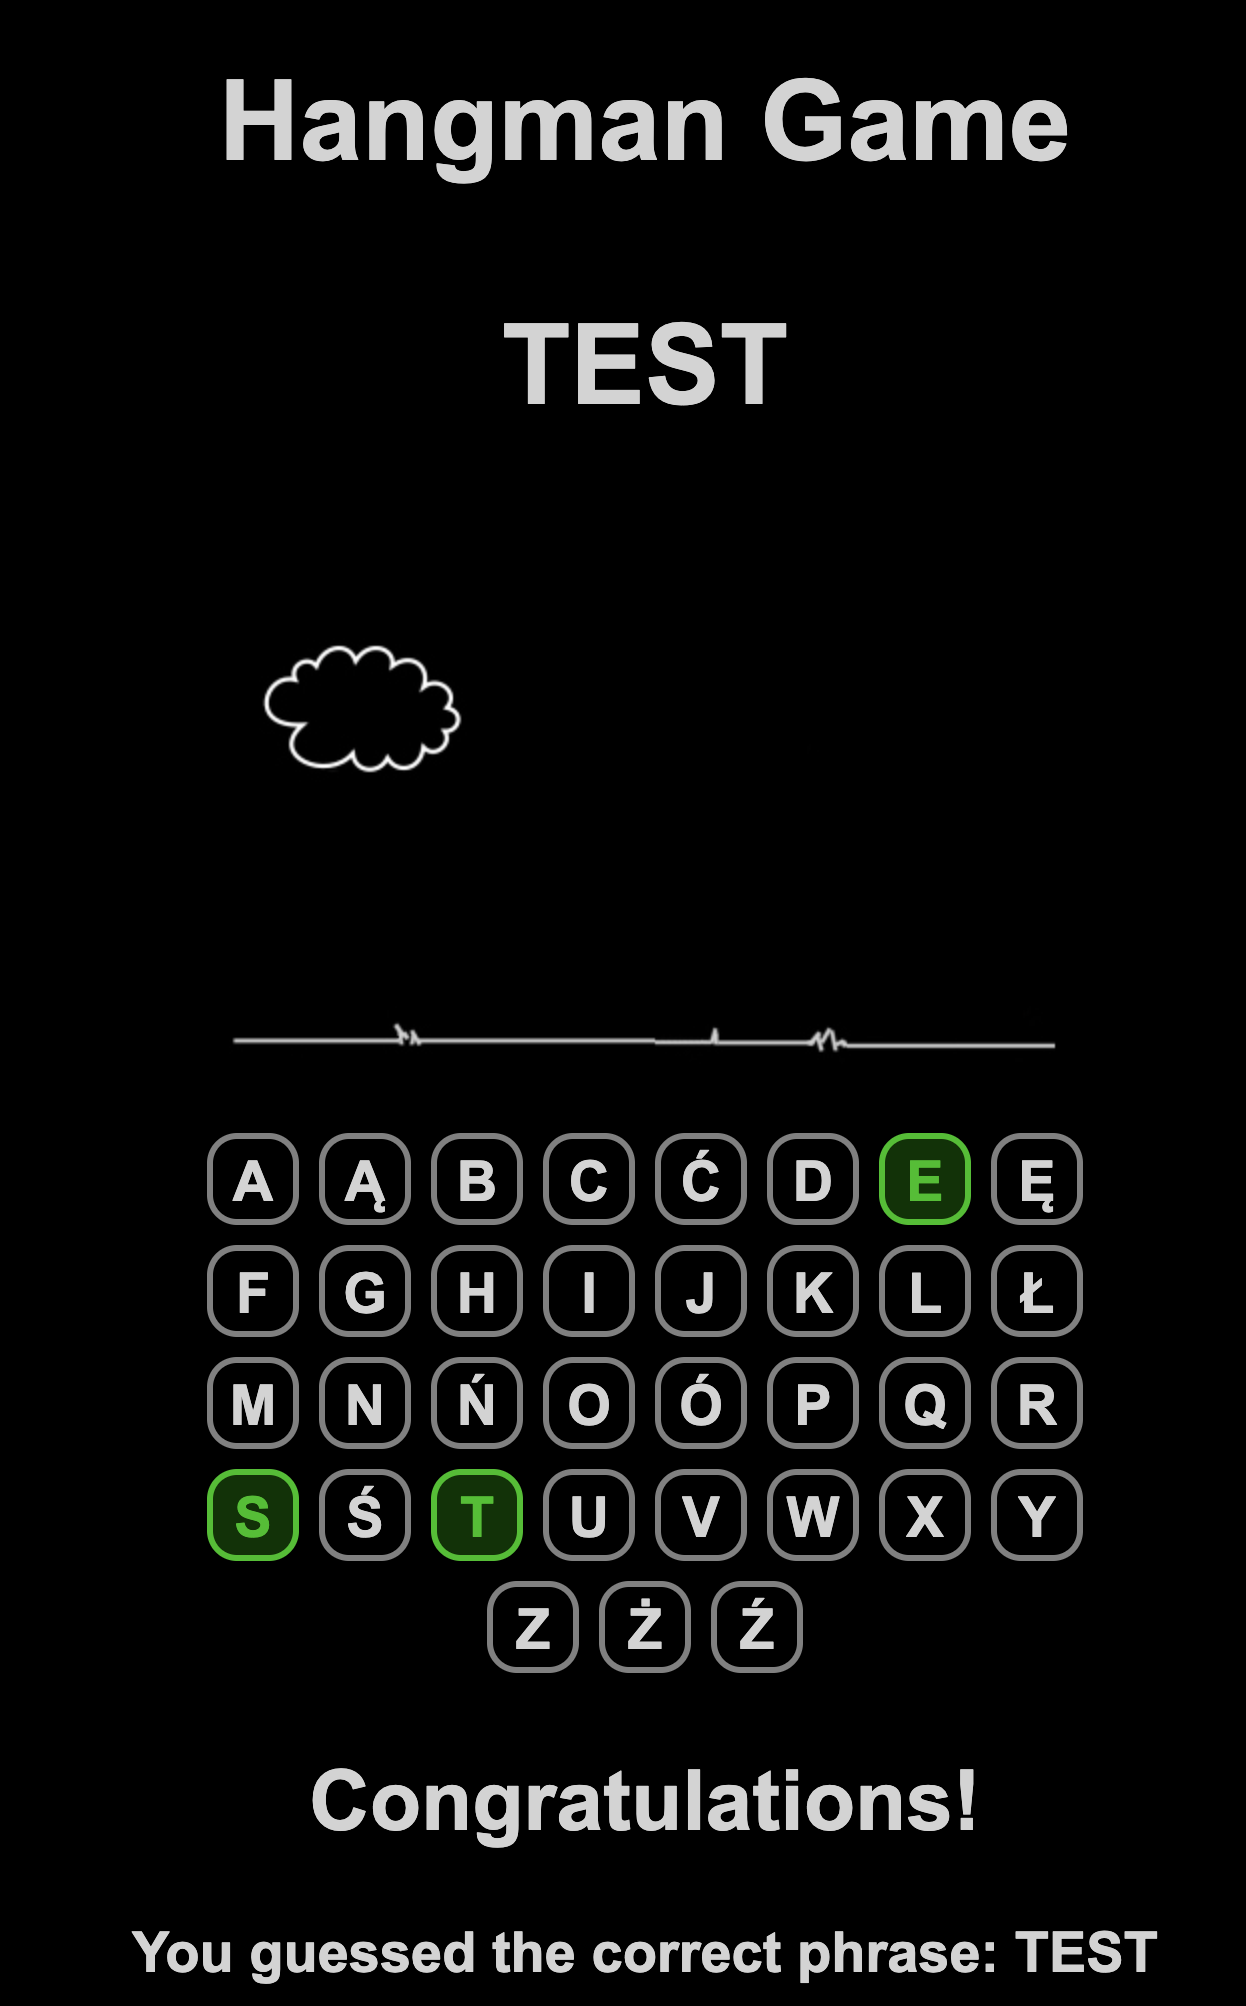 Hangman Game
TEST
A Ą B C Ć D E Ę
F G H I J K L Ł
M N Ń O Ó P Q R
S Ś T U V W X Y
Z Ż Ź
Congratulations!
You guessed the correct phrase: TEST